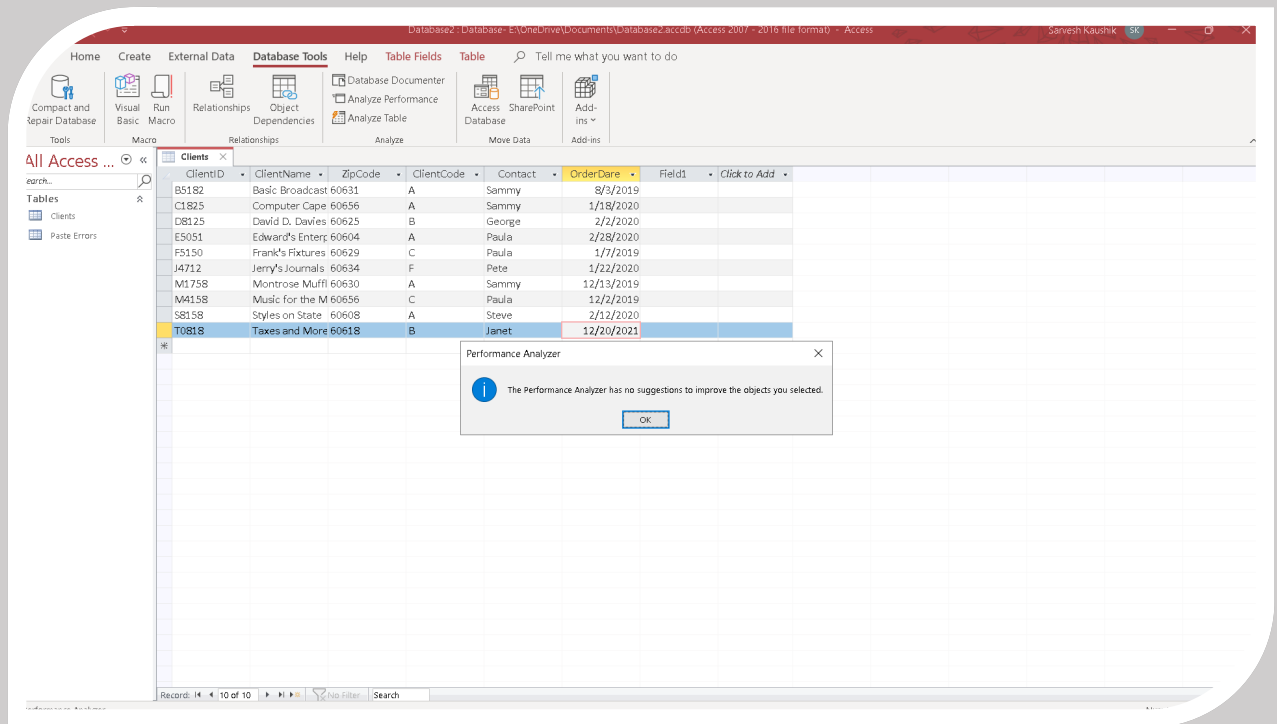 Database2 : Database- E:\OneDrive\Documents\Database2.accdb (Access 2007 - 2016 file format) - Access Sarvesh Kaushik SK
Home Create External Data Database Tools Help Table Fields Table Tell me what you want to do
Compact and Repair Database
Visual Basic
Run Macro
Relationships
Object Dependencies
Database Documenter
Analyze Performance
Analyze Table
Access Database
SharePoint
Add-ins
Tools Macro Relationships Analyze Move Data Add-ins
All Access ...
earch...
Tables
Clients
Paste Errors
Clients
ClientID ClientName ZipCode ClientCode Contact OrderDare Field1 Click to Add
B5182 Basic Broadcast 60631 A Sammy 8/3/2019
C1825 Computer Cape 60656 A Sammy 1/18/2020
D8125 David D. Davies 60625 B George 2/2/2020
E5051 Edward's Enterp 60604 A Paula 2/28/2020
F5150 Frank's Fixtures 60629 C Paula 1/7/2019
J4712 Jerry's Journals 60634 F Pete 1/22/2020
M1758 Montrose Muffl 60630 A Sammy 12/13/2019
M4158 Music for the M 60656 C Paula 12/2/2019
S8158 Styles on State 60608 A Steve 2/12/2020
T0818 Taxes and More 60618 B Janet 12/20/2021
Performance Analyzer
The Performance Analyzer has no suggestions to improve the objects you selected.
OK
Record: 10 of 10 No Filter Search